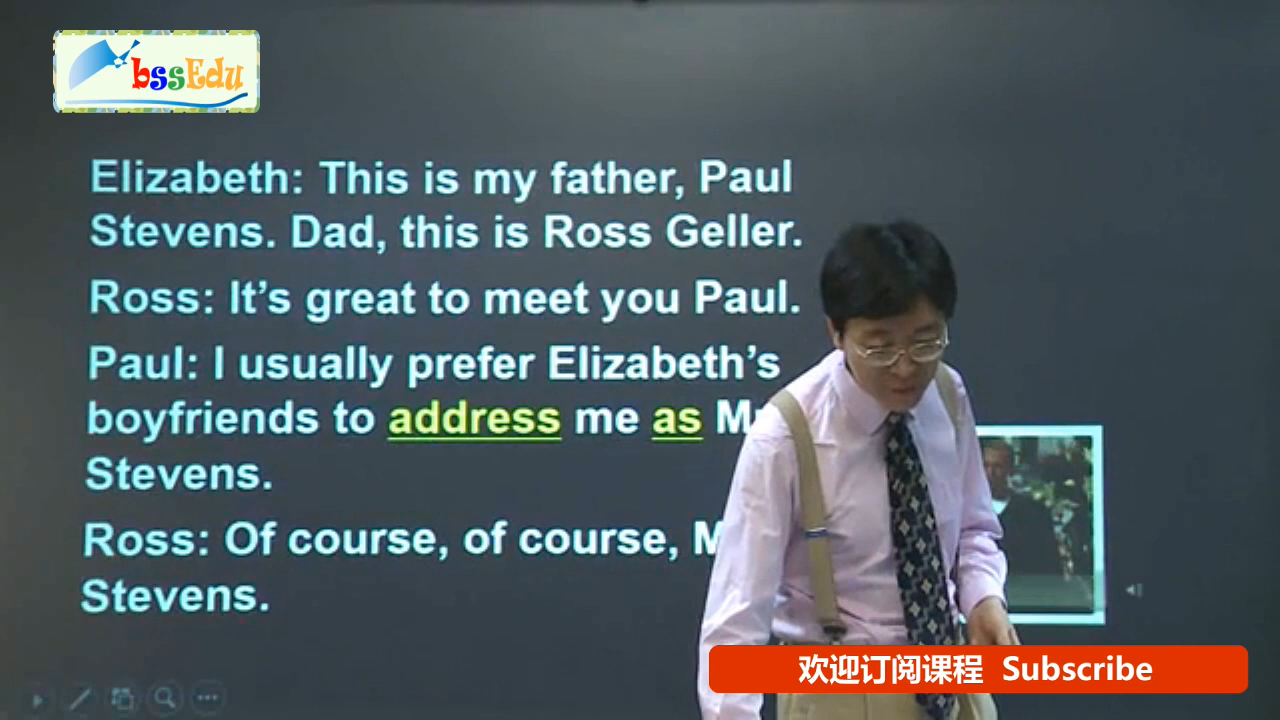 bssEdu
Elizabeth: This is my father, Paul
Stevens. Dad, this is Ross Geller.
Ross: It’s great to meet you Paul.
Paul: I usually prefer Elizabeth’s
boyfriends to address me as
Stevens.
Ross: Of course, of course,
Stevens.
欢迎订阅课程 Subscribe